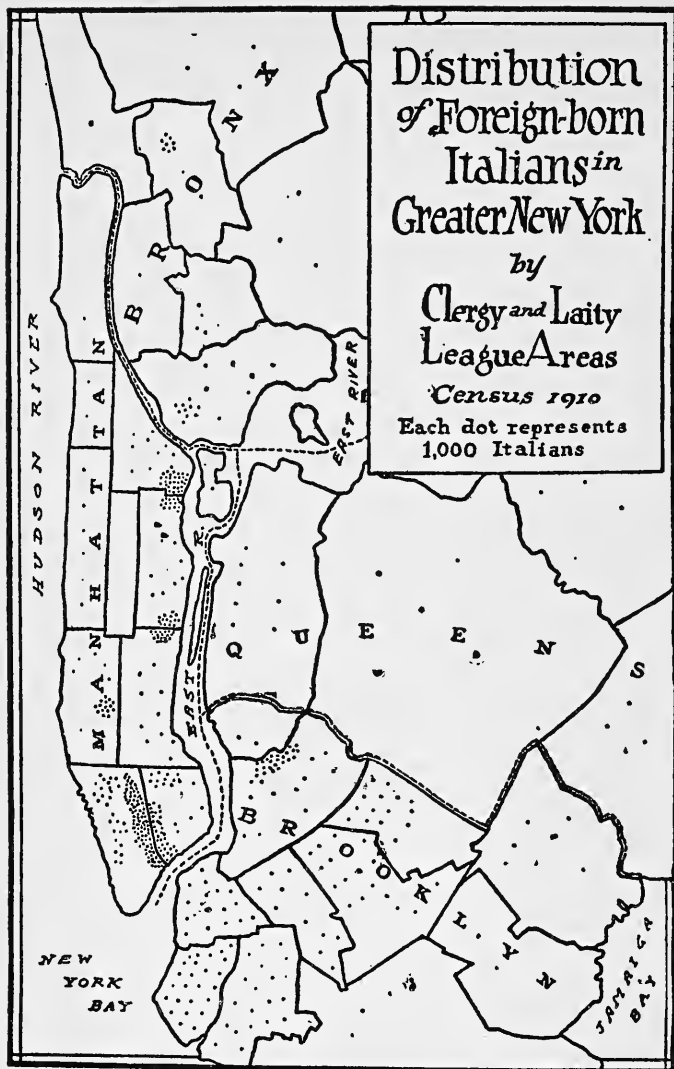 Distribution
of Foreign-born
Italians in
Greater New York
by
Clergy and Laity
League Areas
Census 1910
Each dot represents
1,000 Italians
BRONX
HUDSON RIVER
MANHATTAN
EAST RIVER
EAST R.
QUEENS
BROOKLYN
NEW
YORK
BAY
JAMAICA
BAY